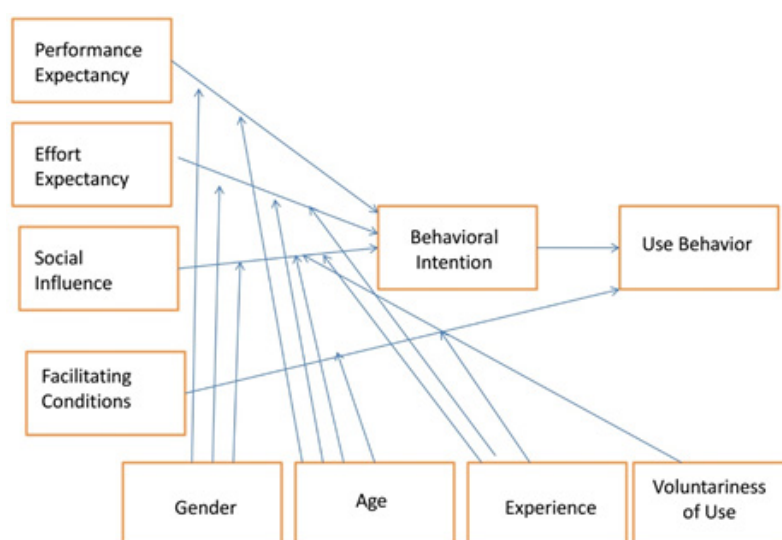 Performance
Expectancy
Effort
Expectancy
Social
Influence
Behavioral
Intention
Use Behavior
Facilitating
Conditions
Gender
Age
Experience
Voluntariness
of Use